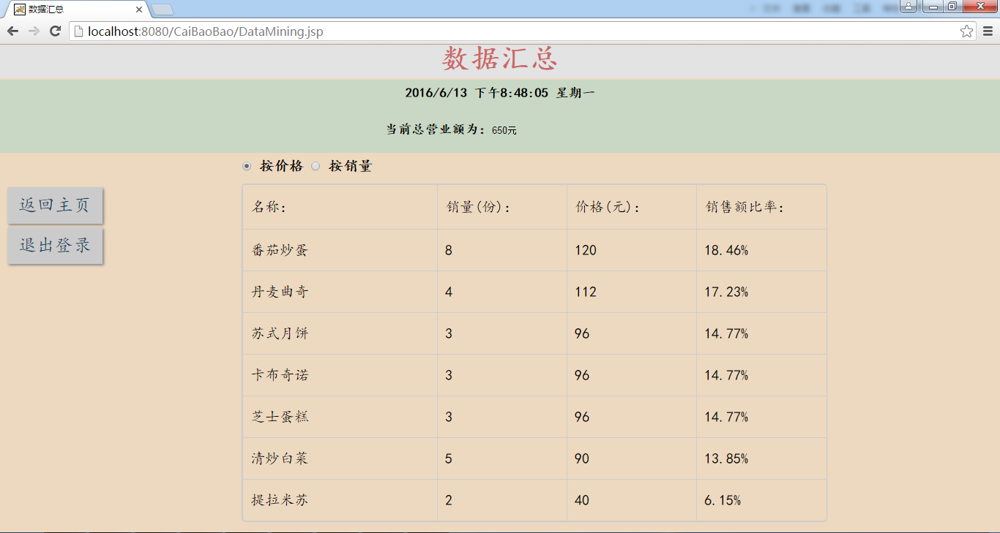 数据汇总
localhost:8080/CaiBaoBao/DataMining.jsp
数据汇总
2016/6/13 下午8:48:05 星期一
当前总营业额为：650元
按价格 按销量
返回主页
退出登录
名称： 销量(份)： 价格(元)： 销售额比率：
番茄炒蛋 8 120 18.46%
丹麦曲奇 4 112 17.23%
苏式月饼 3 96 14.77%
卡布奇诺 3 96 14.77%
芝士蛋糕 3 96 14.77%
清炒白菜 5 90 13.85%
提拉米苏 2 40 6.15%